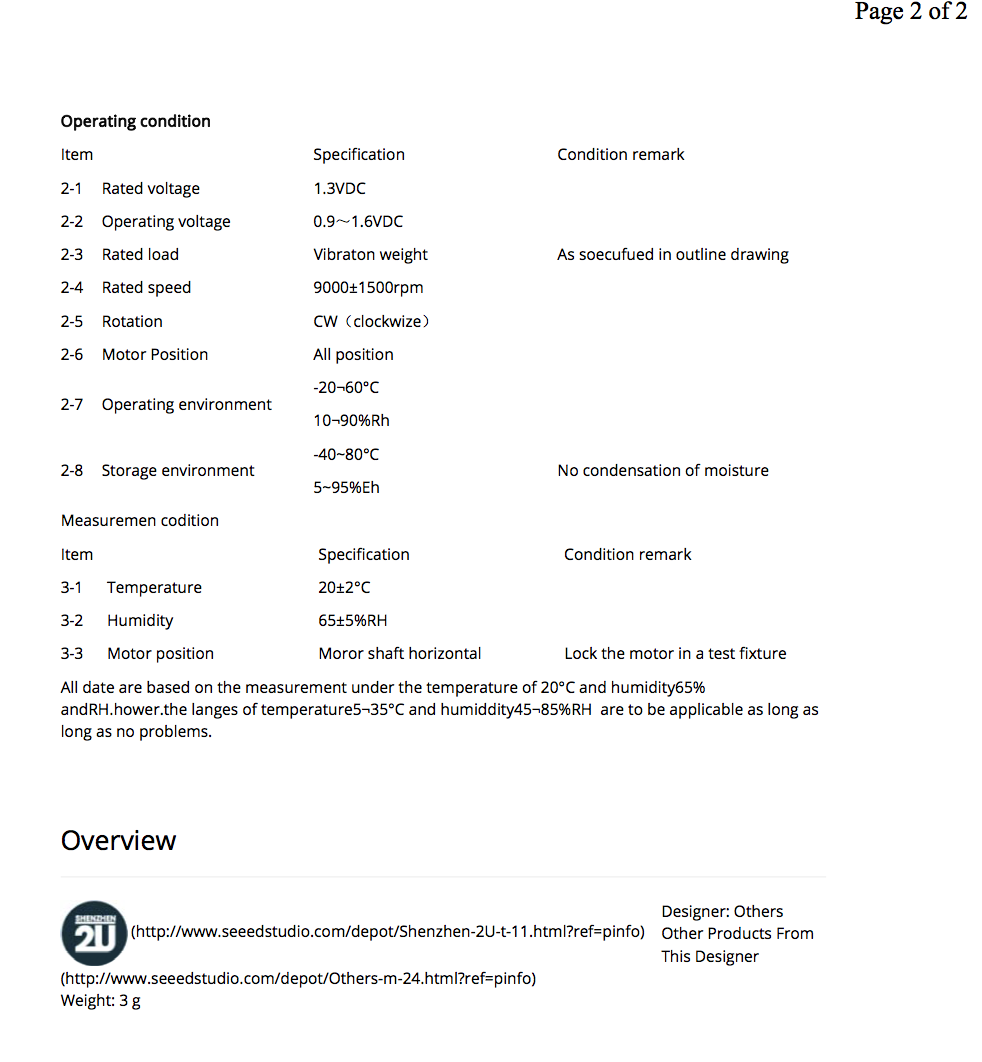 Page 2 of 2
Operating condition
Item Specification Condition remark
2-1 Rated voltage 1.3VDC
2-2 Operating voltage 0.9～1.6VDC
2-3 Rated load Vibraton weight As soecufued in outline drawing
2-4 Rated speed 9000±1500rpm
2-5 Rotation CW（clockwize）
2-6 Motor Position All position
-20¬60°C
2-7 Operating environment
10¬90%Rh
-40~80°C
2-8 Storage environment No condensation of moisture
5~95%Eh
Measuremen codition
Item Specification Condition remark
3-1 Temperature 20±2°C
3-2 Humidity 65±5%RH
3-3 Motor position Moror shaft horizontal Lock the motor in a test fixture
All date are based on the measurement under the temperature of 20°C and humidity65%
andRH.hower.the langes of temperature5¬35°C and humiddity45¬85%RH are to be applicable as long as
long as no problems.
Overview
SHENZHEN
2U
(http://www.seeedstudio.com/depot/Shenzhen-2U-t-11.html?ref=pinfo)
Designer: Others
Other Products From
This Designer
(http://www.seeedstudio.com/depot/Others-m-24.html?ref=pinfo)
Weight: 3 g